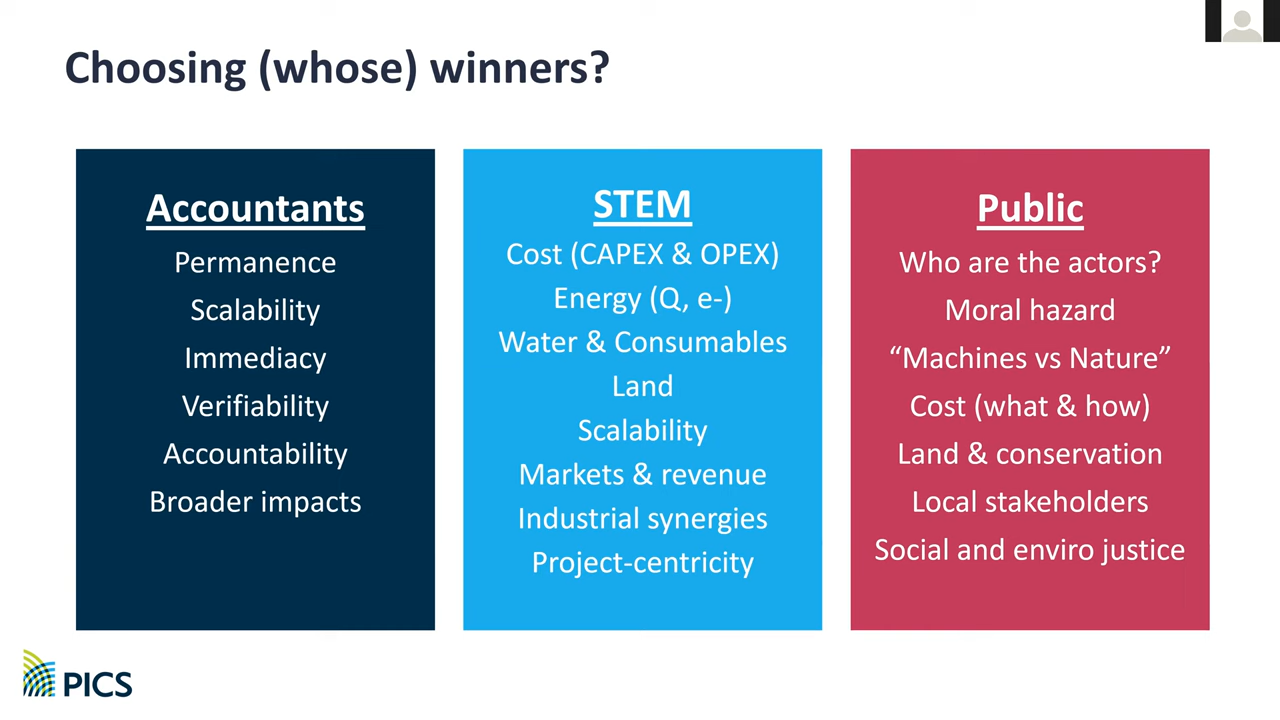 Choosing (whose) winners?
Accountants
Permanence
Scalability
Immediacy
Verifiability
Accountability
Broader impacts
STEM
Cost (CAPEX & OPEX)
Energy (Q, e-)
Water & Consumables
Land
Scalability
Markets & revenue
Industrial synergies
Project-centricity
Public
Who are the actors?
Moral hazard
“Machines vs Nature”
Cost (what & how)
Land & conservation
Local stakeholders
Social and enviro justice
PICS